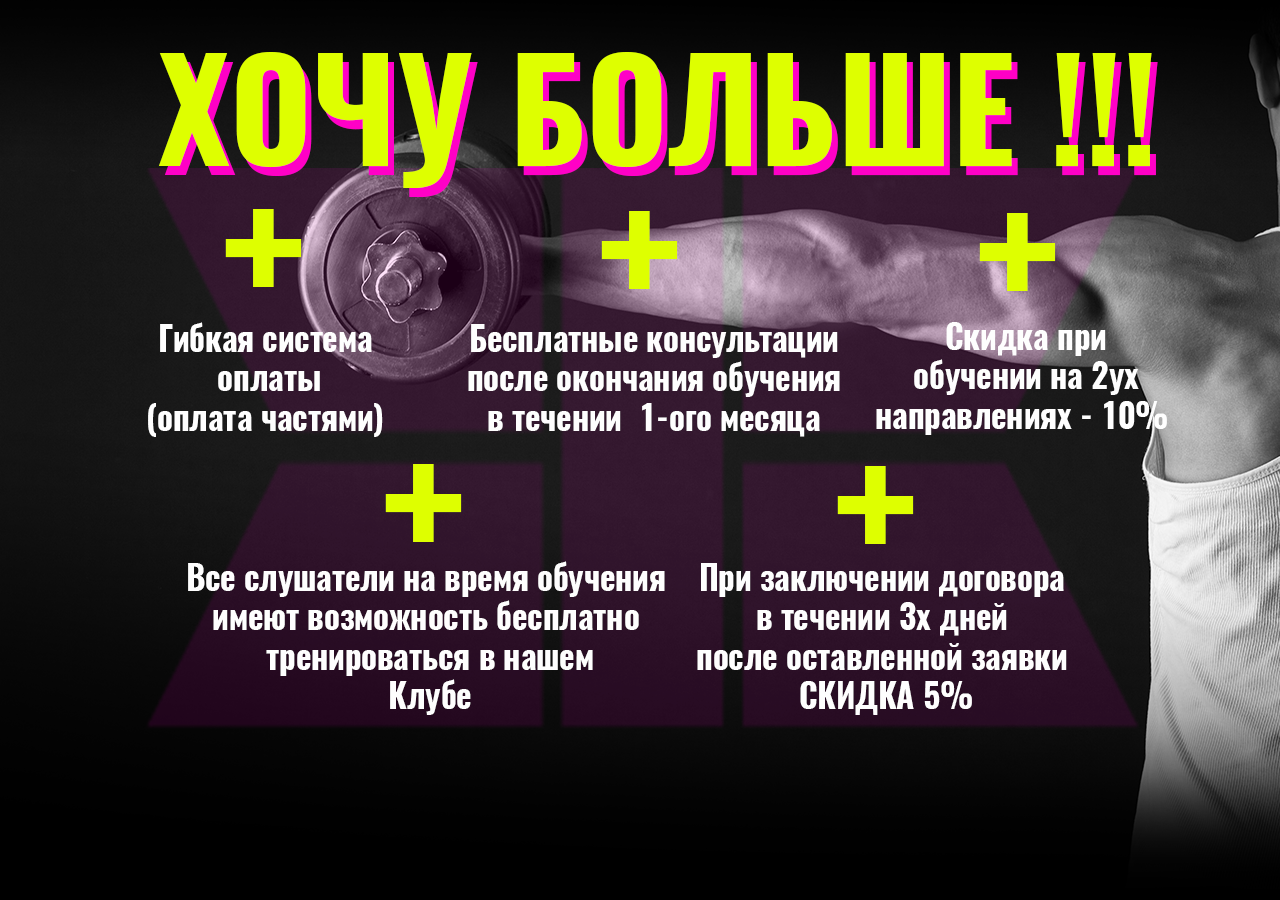 ХОЧУ БОЛЬШЕ !!!
+ + +
Гибкая система
оплаты
(оплата частями)
Бесплатные консультации
после окончания обучения
в течении 1-ого месяца
Скидка при
обучении на 2ух
направлениях - 10%
+ +
Все слушатели на время обучения
имеют возможность бесплатно
тренироваться в нашем
Клубе
При заключении договора
в течении 3х дней
после оставленной заявки
СКИДКА 5%